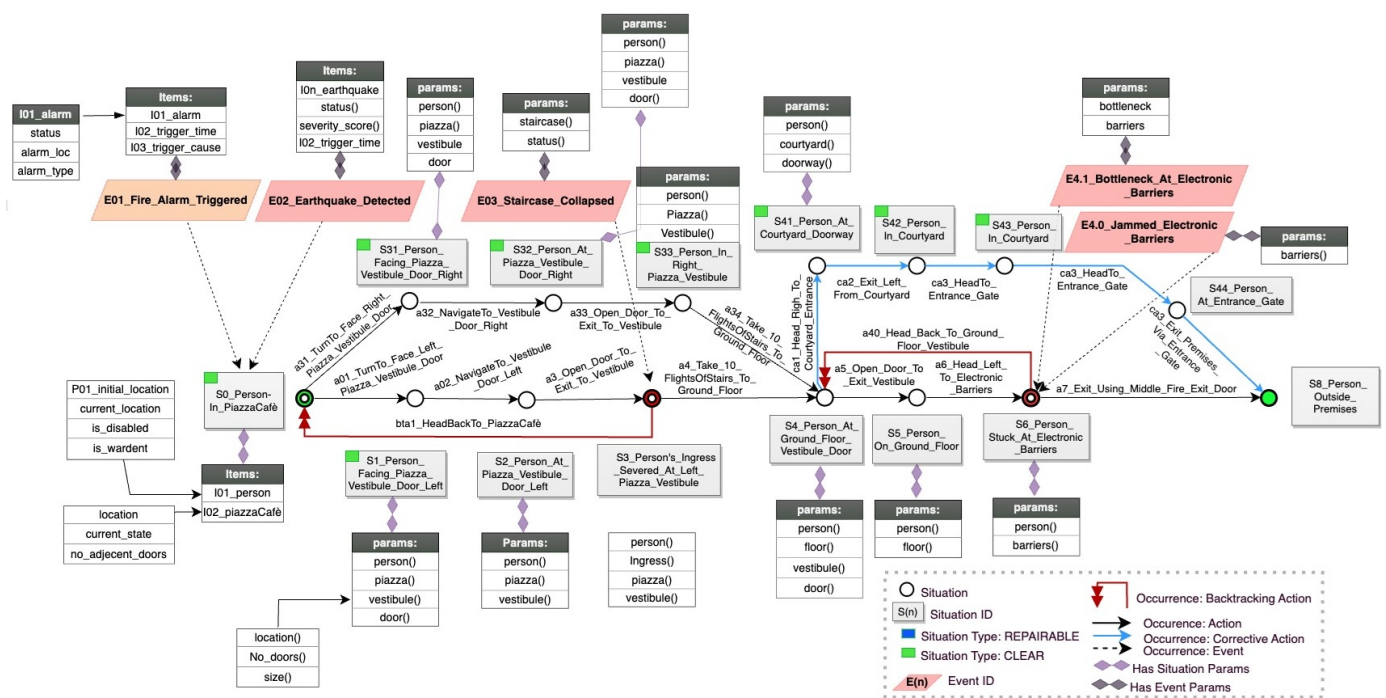 I01_alarm
status
alarm_loc
alarm_type
Items:
I01_alarm
I02_trigger_time
I03_trigger_cause
E01_Fire_Alarm_Triggered
Items:
I0n_earthquake
status()
severity_score()
I02_trigger_time
E02_Earthquake_Detected
params:
person()
piazza()
vestibule
door
params:
staircase()
status()
E03_Staircase_Collapsed
params:
person()
piazza()
vestibule
door()
params:
person()
Piazza()
Vestibule()
params:
person()
courtyard()
doorway()
params:
bottleneck
barriers
E4.1_Bottleneck_At_Electronic
_Barriers
E4.0_Jammed_Electronic
_Barriers
params:
barriers()
S31_Person_
Facing_Piazza_
Vestibule_Door_Right
S32_Person_At_
Piazza_Vestibule_
Door_Right
S33_Person_In_
Right_
Piazza_Vestibule
S41_Person_At_
Courtyard_Doorway
S42_Person_
In_Courtyard
S43_Person_
In_Courtyard
S44_Person_
At_Entrance_Gate
a31_TurnTo_Face_Right_
Piazza_Vestibule_Door
a32_NavigateTo_Vestibule
_Door_Right
a33_Open_Door_To_
Exit_To_Vestibule
a34_Take_10_
FlightsOfStairs_To_
Ground_Floor
ca1_Head_Righ_To_
Courtyard_Entrance
ca2_Exit_Left_
From_Courtyard
ca3_HeadTo_
Entrance_Gate
ca3_HeadTo_
Entrance_Gate
ca3_Exit_Premises_
Via_Entrance_
Gate
a01_TurnTo_Face_Left_
Piazza_Vestibule_Door
a02_NavigateTo_Vestibule
_Door_Left
a3_Open_Door_To_
Exit_To_Vestibule
a4_Take_10_
FlightsOfStairs_To_
Ground_Floor
a40_Head_Back_To_Ground_
Floor_Vestibule
a5_Open_Door_To
_Exit_Vestibule
a6_Head_Left_
To_Electronic_
Barriers
a7_Exit_Using_Middle_Fire_Exit_Door
bta1_HeadBackTo_PiazzaCafè
P01_initial_location
current_location
is_disabled
is_wardent
S0_Person-
In_PiazzaCafè
Items:
I01_person
I02_piazzaCafè
location
current_state
no_adjecent_doors
S1_Person_
Facing_Piazza_
Vestibule_Door_Left
S2_Person_At_
Piazza_Vestibule_
Door_Left
S3_Person's_Ingress
_Severed_At_Left_
Piazza_Vestibule
S4_Person_At_
Ground_Floor_
Vestibule_Door
S5_Person_
On_Ground_Floor
S6_Person_
Stuck_At_Electronic
_Barriers
S8_Person_
Outside_
Premises
params:
person()
piazza()
vestibule()
door()
location()
No_doors()
size()
Params:
person()
piazza()
vestibule()
person()
Ingress()
piazza()
vestibule()
params:
person()
floor()
vestibule()
door()
params:
person()
floor()
params:
person()
barriers()
Situation
S(n) Situation ID
Situation Type: REPAIRABLE
Situation Type: CLEAR
E(n) Event ID
Occurrence: Backtracking Action
Occurence: Action
Occurrence: Corrective Action
Occurrence: Event
Has Situation Params
Has Event Params